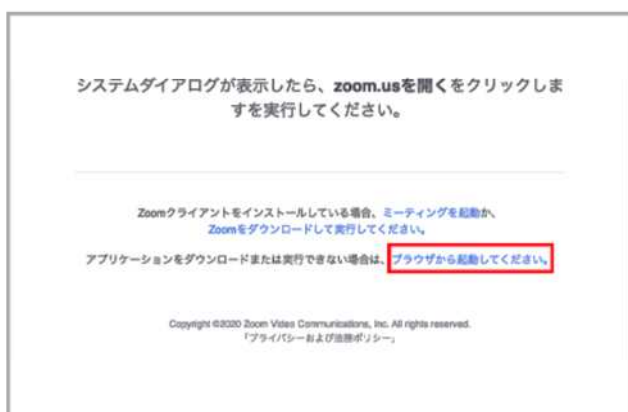 システムダイアログが表示したら、zoom.usを開くをクリックしま
すを実行してください。
Zoomクライアントをインストールしている場合、ミーティングを起動か、
Zoomをダウンロードして実行してください。
アプリケーションをダウンロードまたは実行できない場合は、ブラウザから起動してください。
Copyright ©2020 Zoom Video Communications, Inc. All rights reserved.
「プライバシーおよび法務ポリシー」